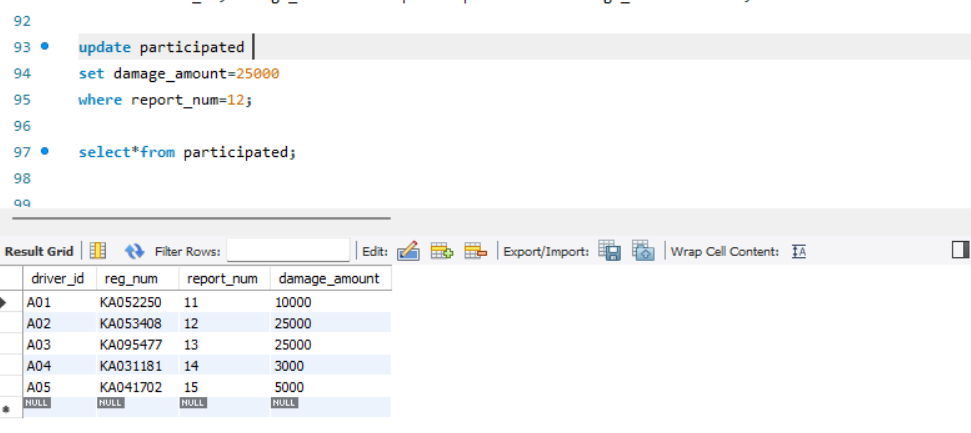 92
93 update participated
94 set damage_amount=25000
95 where report_num=12;
96
97 select*from participated;
98
99
Result Grid Filter Rows: Edit: Export/Import: Wrap Cell Content: IA
driver_id reg_num report_num damage_amount
A01 KA052250 11 10000
A02 KA053408 12 25000
A03 KA095477 13 25000
A04 KA031181 14 3000
A05 KA041702 15 5000
NULL NULL NULL NULL